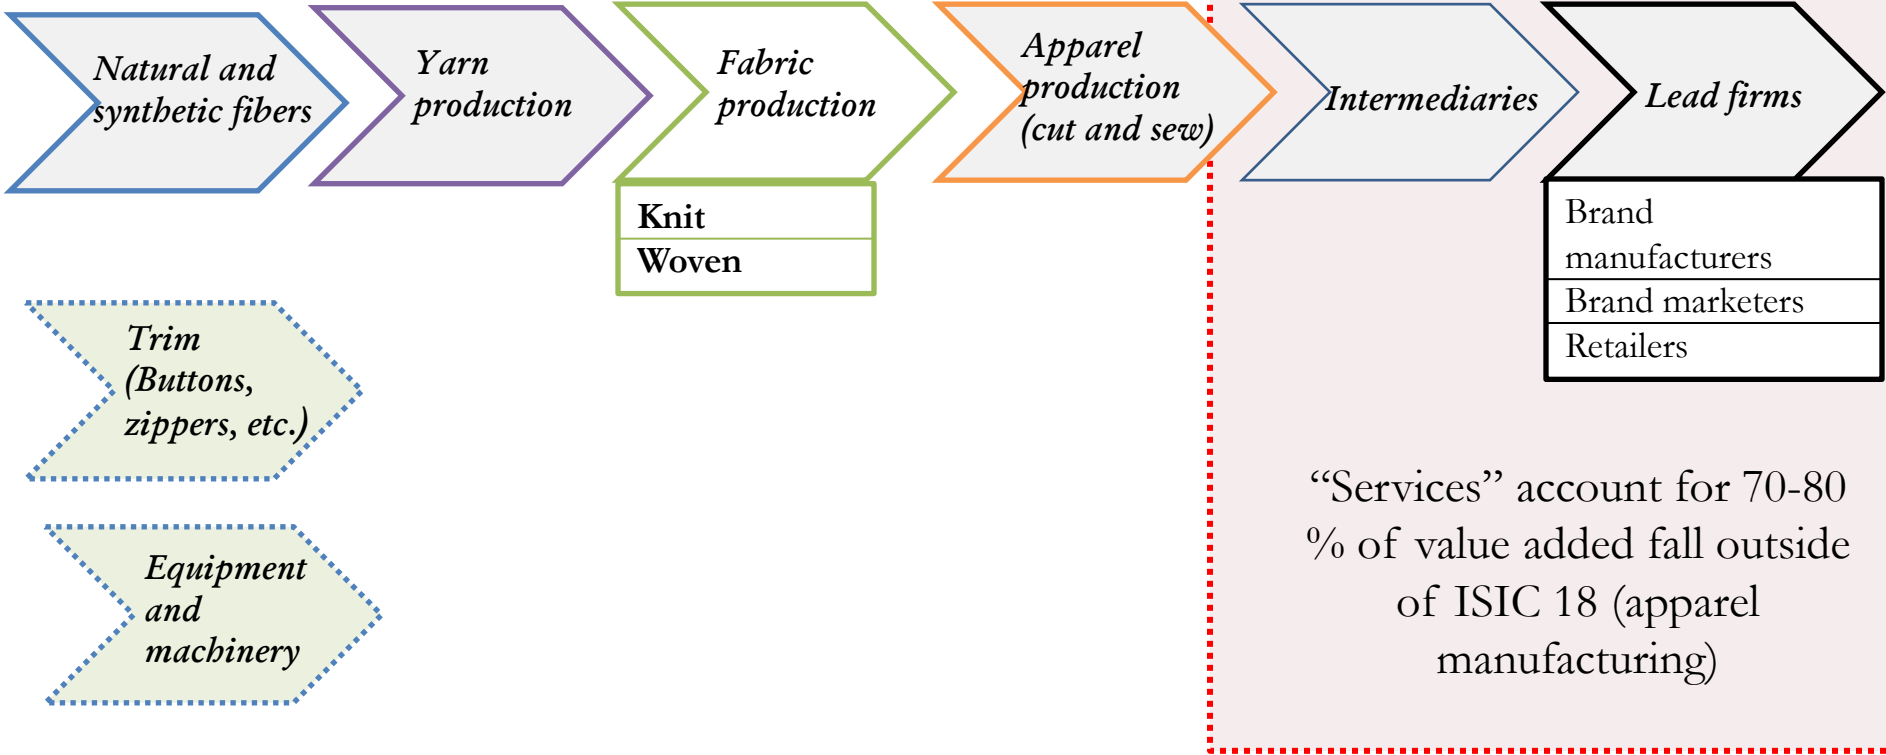 Natural and
synthetic fibers
Yarn
production
Fabric
production
Apparel
production
(cut and sew)
Intermediaries
Lead firms
Knit
Woven
Brand
manufacturers
Brand marketers
Retailers
Trim
(Buttons,
zippers, etc.)
Equipment
and
machinery
“Services” account for 70-80
% of value added fall outside
of ISIC 18 (apparel
manufacturing)